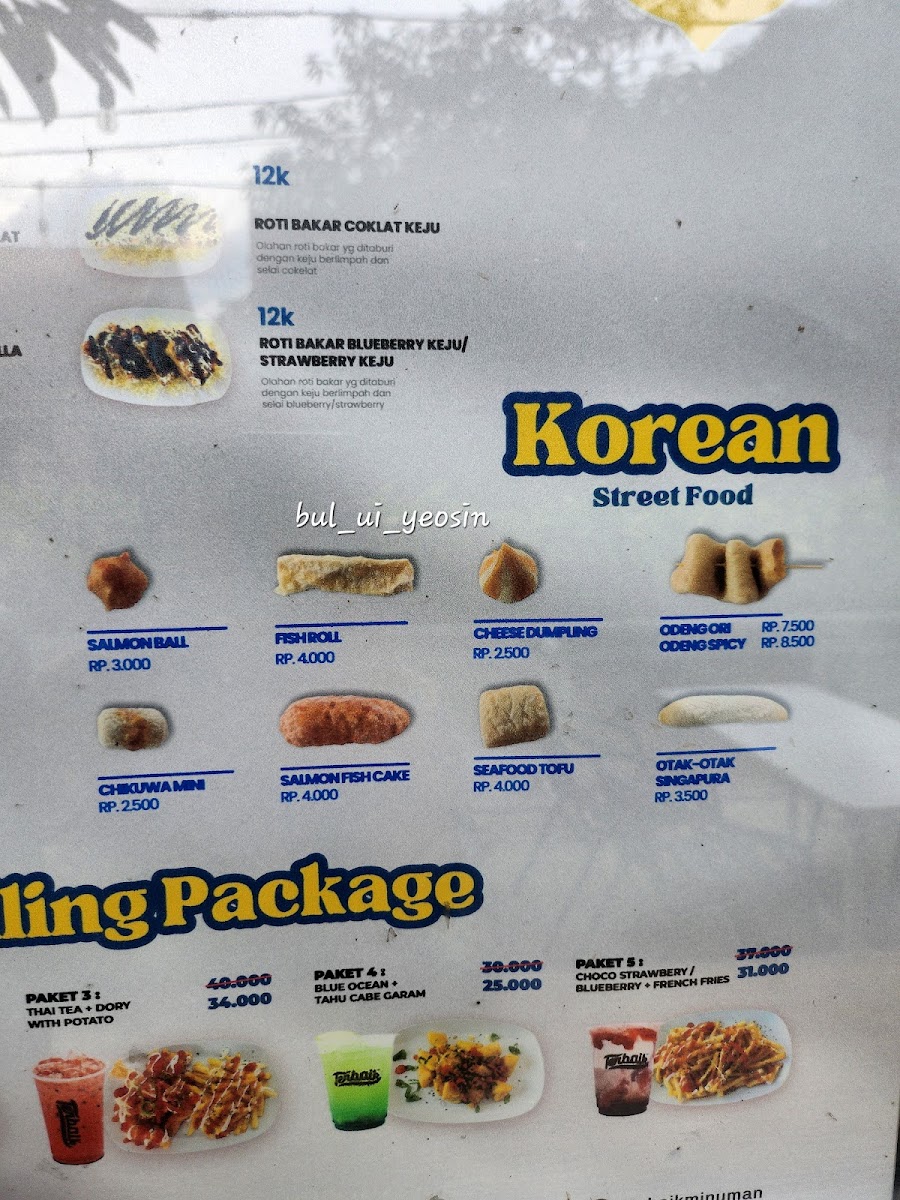 12k
ROTI BAKAR COKLAT KEJU
Olahan roti bakar yg ditaburi
dengan keju berlimpah dan
selai cokelat
12k
ROTI BAKAR BLUEBERRY KEJU/
STRAWBERRY KEJU
Olahan roti bakar yg ditaburi
dengan keju berlimpah dan
selai blueberry/strawberry
Korean
Street Food
bul_ui_yeosin
SALMON BALL
RP. 3.000
FISH ROLL
RP. 4.000
CHEESE DUMPLING
RP. 2.500
ODENG ORI RP. 7.500
ODENG SPICY RP. 8.500
CHIKUWA MINI
RP. 2.500
SALMON FISH CAKE
RP. 4.000
SEAFOOD TOFU
RP. 4.000
OTAK-OTAK
SINGAPURA
RP. 3.500
ling Package
PAKET 3 : 40.000
THAI TEA + DORY 34.000
WITH POTATO
PAKET 4 : 30.000
BLUE OCEAN + 25.000
TAHU CABE GARAM
PAKET 5 : 37.000
CHOCO STRAWBERY / 31.000
BLUEBERRY + FRENCH FRIES
Terbaik
Terbaik
Terbaik